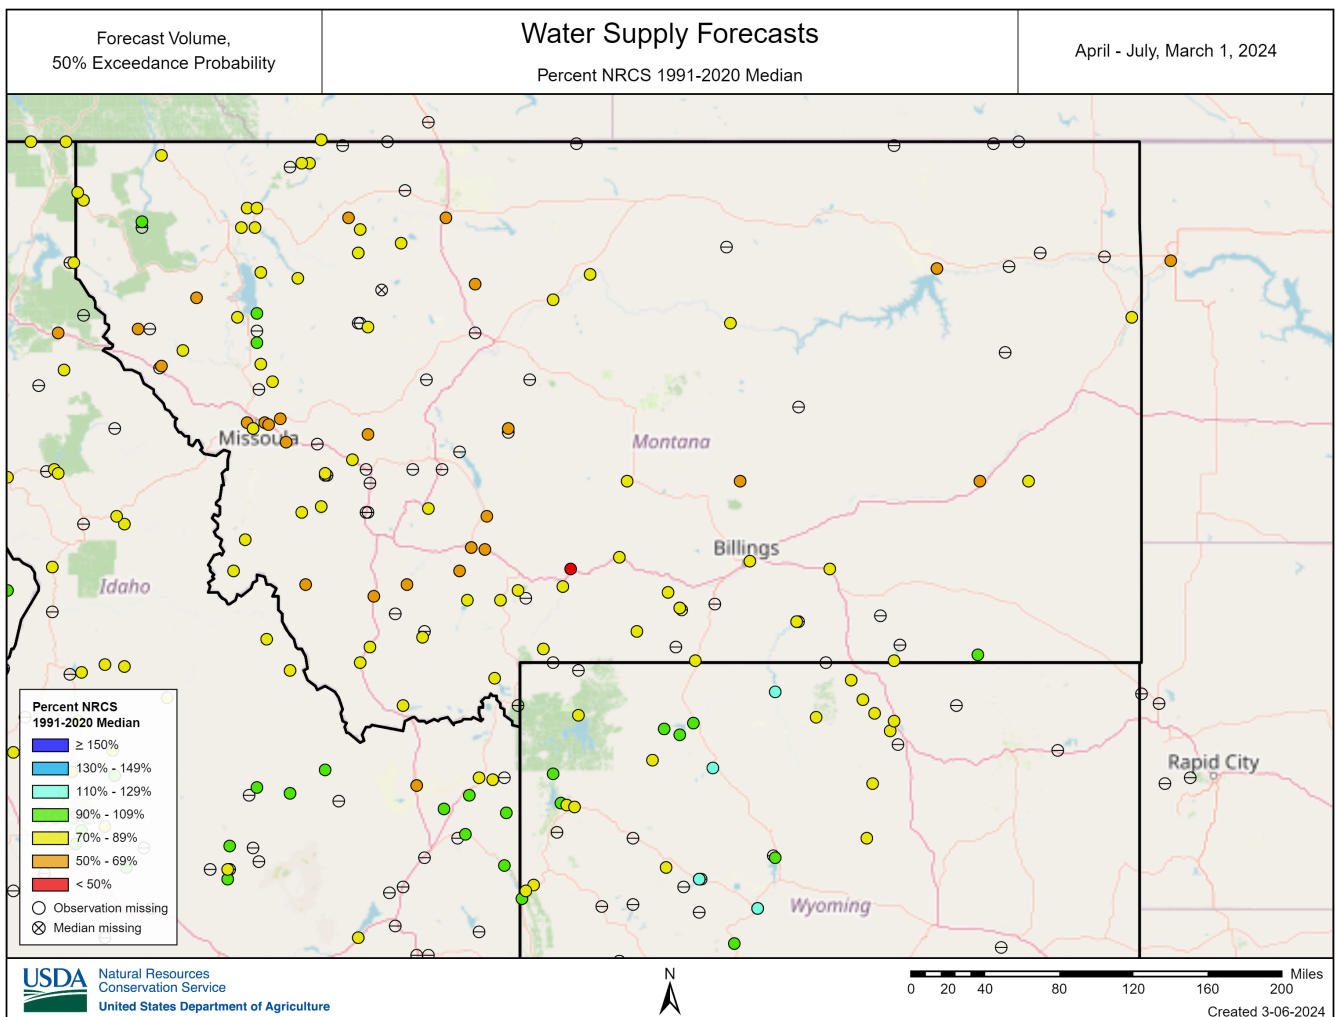 Forecast Volume,
50% Exceedance Probability
Water Supply Forecasts
Percent NRCS 1991-2020 Median
April - July, March 1, 2024
Missoula
Montana
Billings
Idaho
Wyoming
Rapid City
Percent NRCS
1991-2020 Median
≥ 150%
130% - 149%
110% - 129%
90% - 109%
70% - 89%
50% - 69%
< 50%
Observation missing
Median missing
USDA
Natural Resources
Conservation Service
United States Department of Agriculture
N
Miles
0 20 40 80 120 160 200
Created 3-06-2024